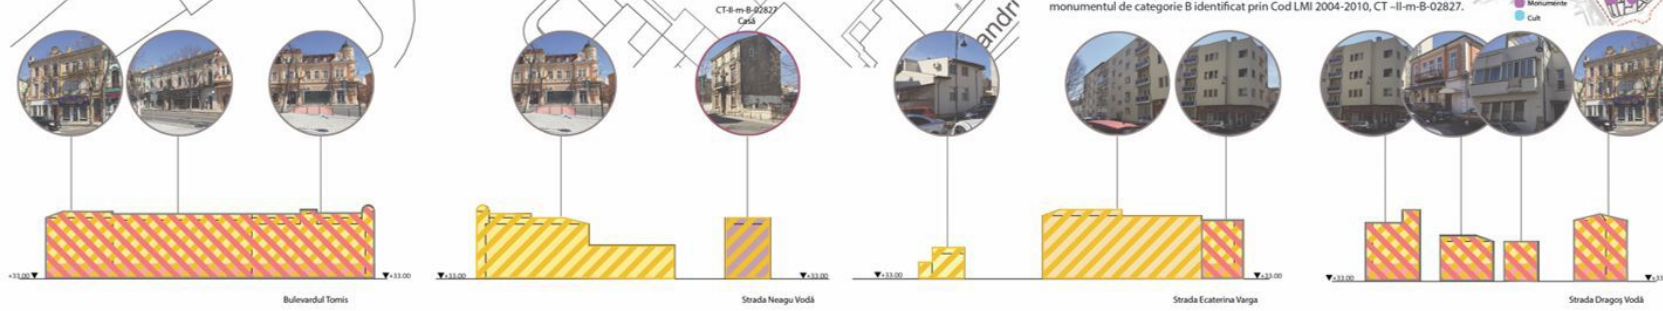 monumentul de categorie B identificat prin Cod LMI 2004-2010, CT –II-m-B-02827.
Monumente
Cult
CT-II-m-B-02827
Casă
andri
+33.00
+33.00
+33.00
+33.00
+33.00
+33.00
+33.00
Bulevardul Tomis
Strada Neagu Vodă
Strada Ecaterina Varga
Strada Dragoș Vodă